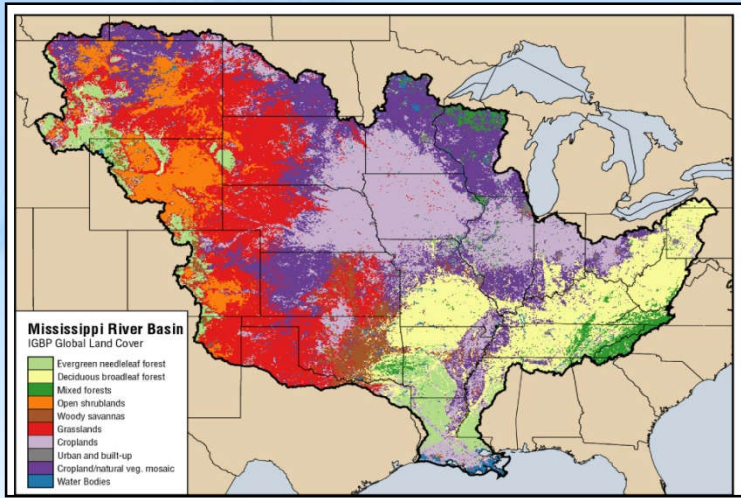 Mississippi River Basin
IGBP Global Land Cover
Evergreen needleleaf forest
Deciduous broadleaf forest
Mixed forests
Open shrublands
Woody savannas
Grasslands
Croplands
Urban and built-up
Cropland/natural veg. mosaic
Water Bodies